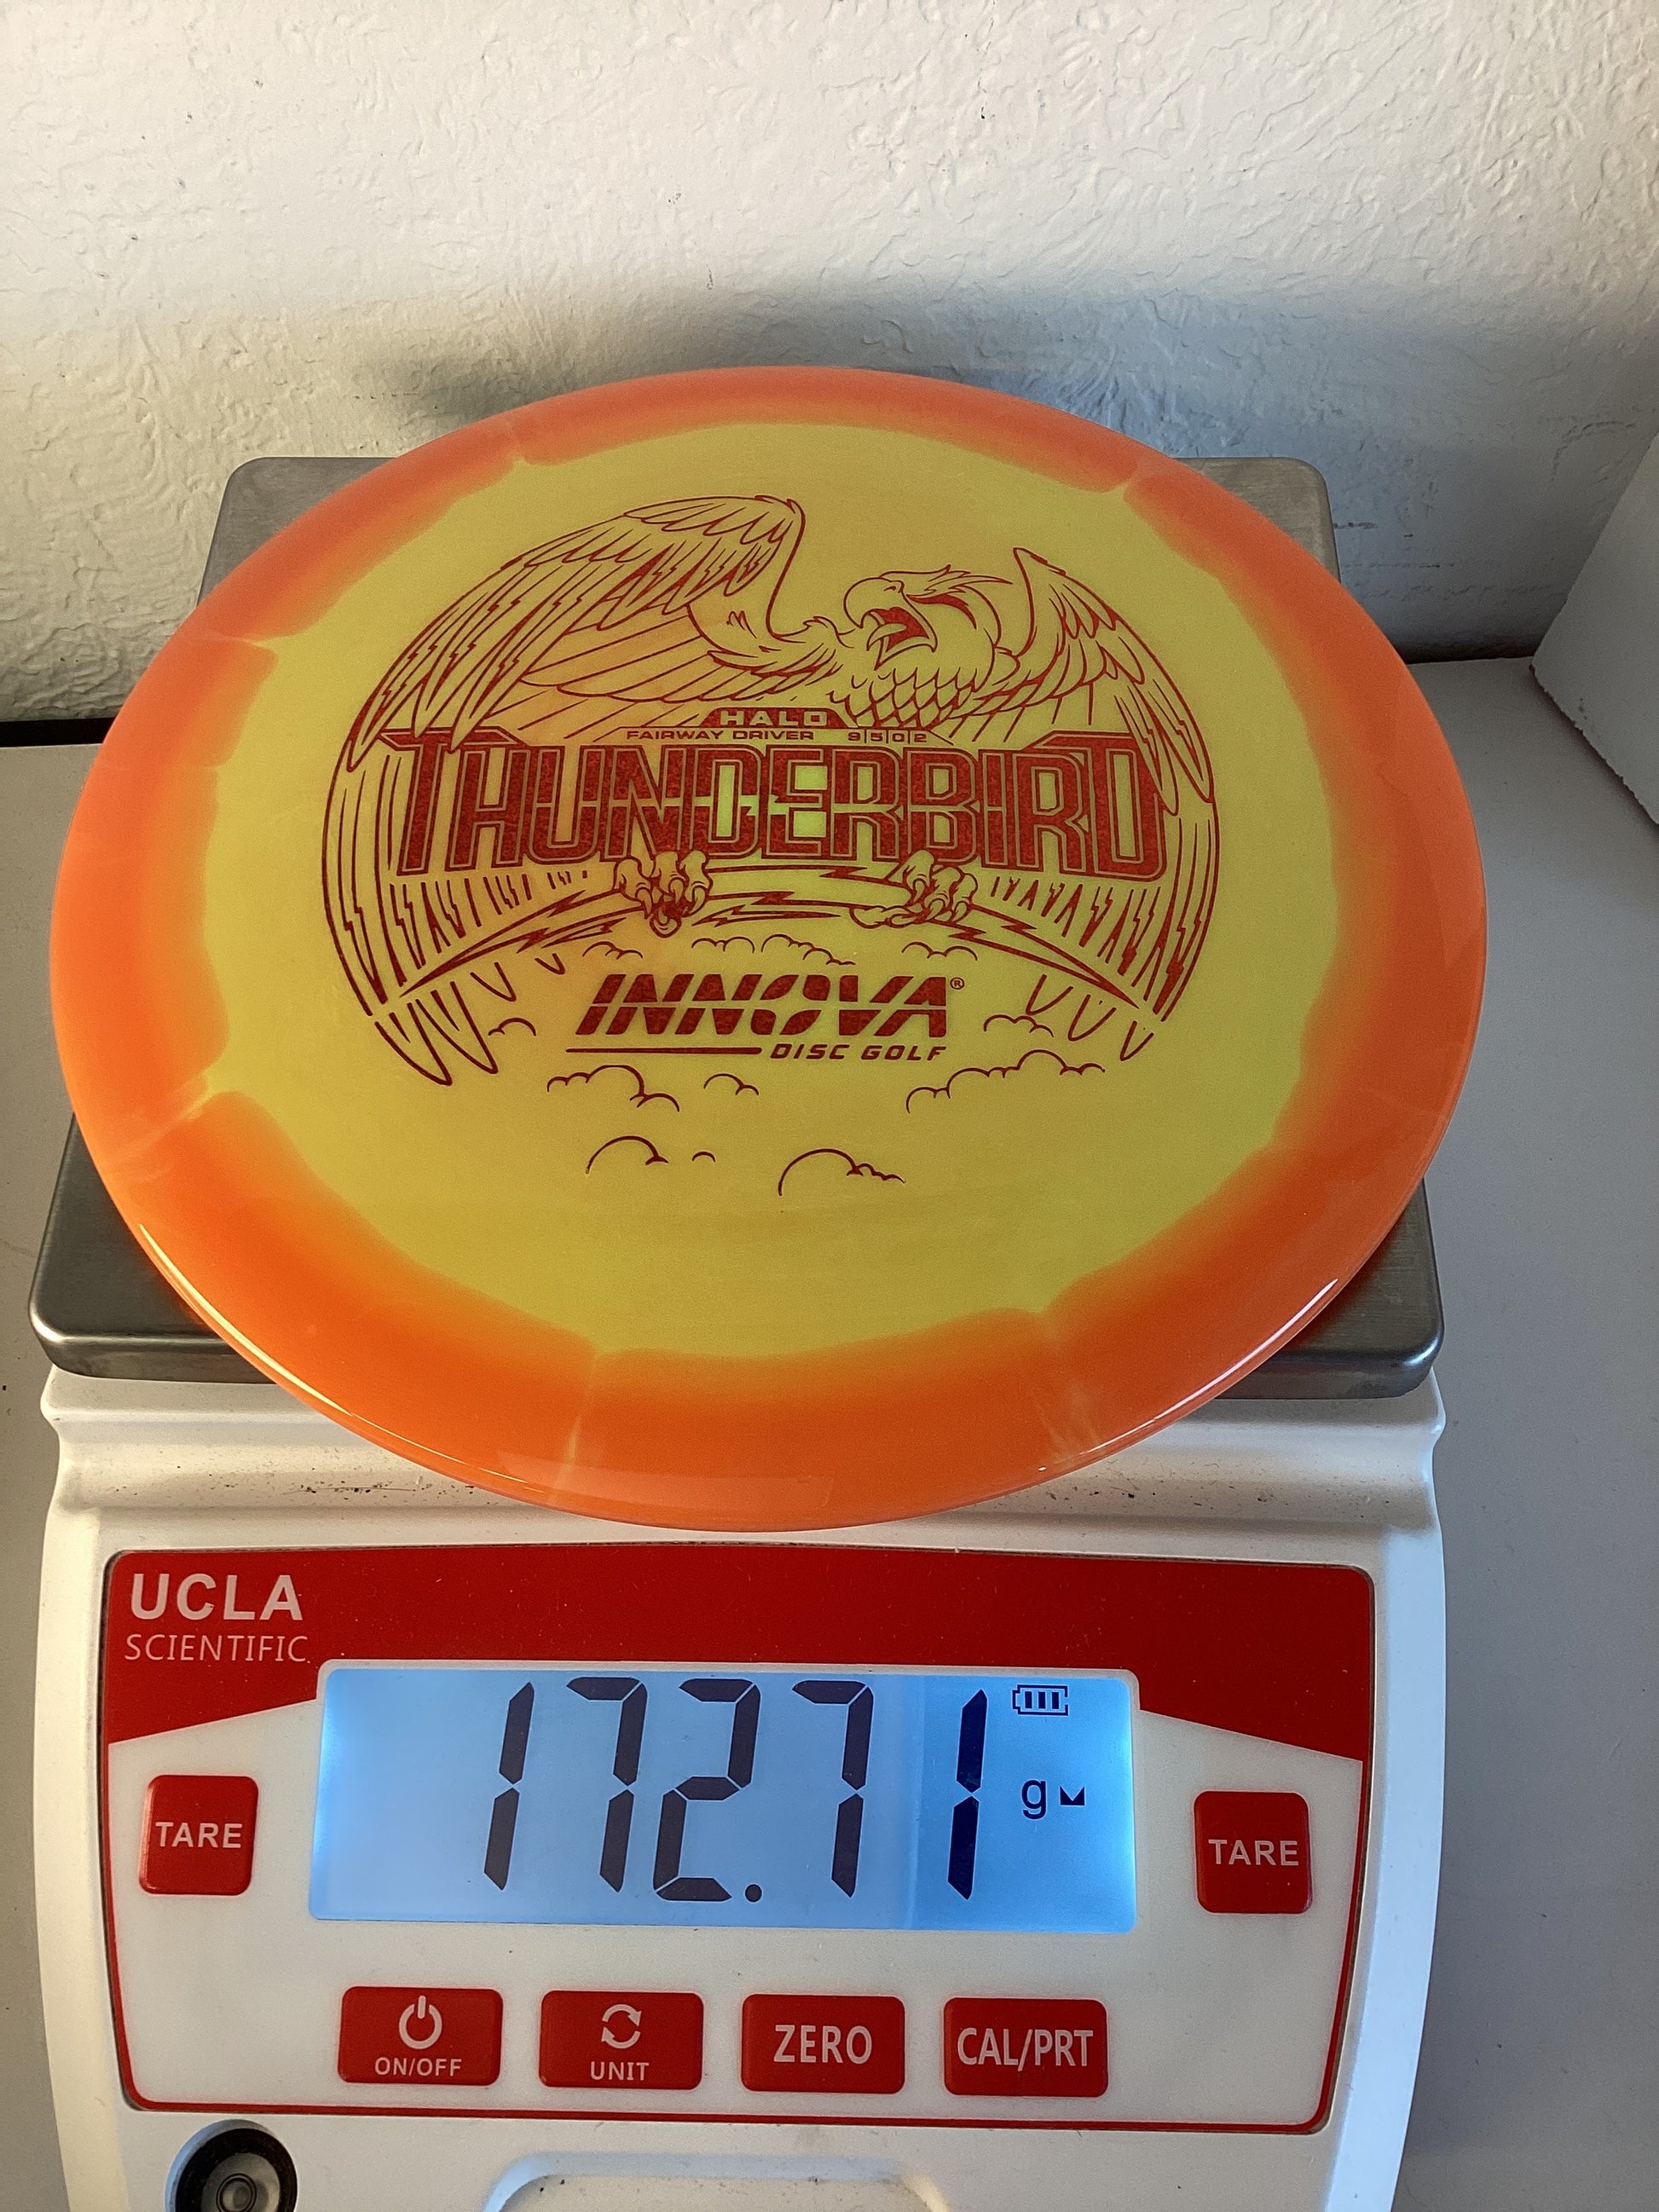 HALO
FAIRWAY DRIVER 9|5|0|2
THUNDERBIRD
INNOVA®
DISC GOLF
UCLA
SCIENTIFIC
172.71 g
TARE
TARE
ON/OFF
UNIT
ZERO
CAL/PRT